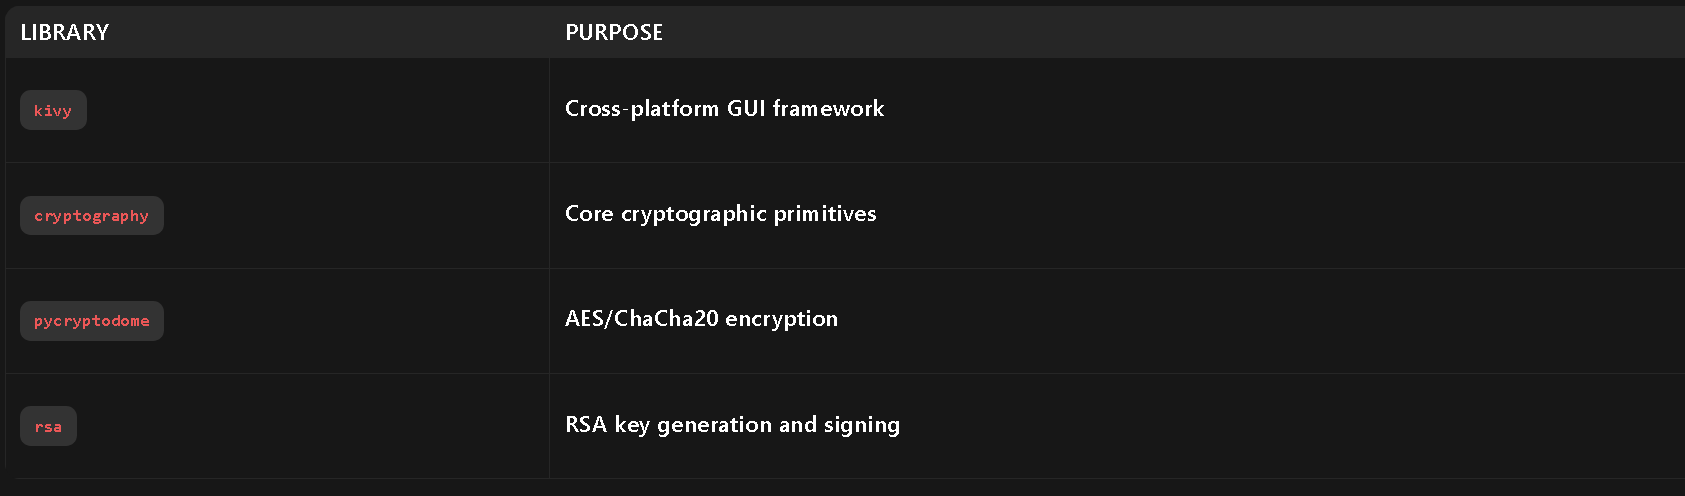 LIBRARY PURPOSE
kivy Cross-platform GUI framework
cryptography Core cryptographic primitives
pycryptodome AES/ChaCha20 encryption
rsa RSA key generation and signing